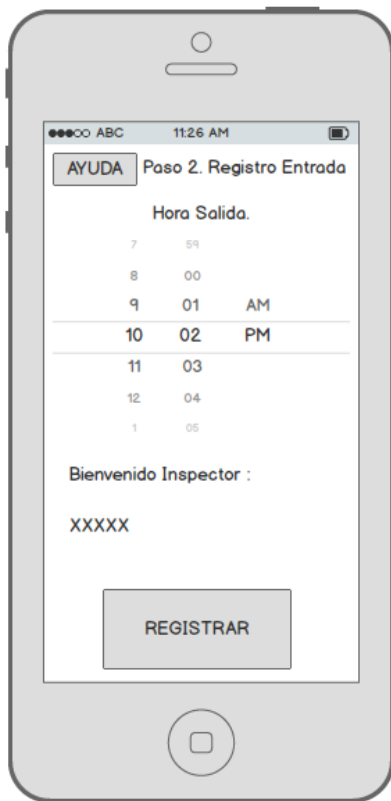 ABC 11:26 AM
AYUDA Paso 2. Registro Entrada
Hora Salida.
7 59
8 00
9 01 AM
10 02 PM
11 03
12 04
1 05
Bienvenido Inspector :
XXXXX
REGISTRAR